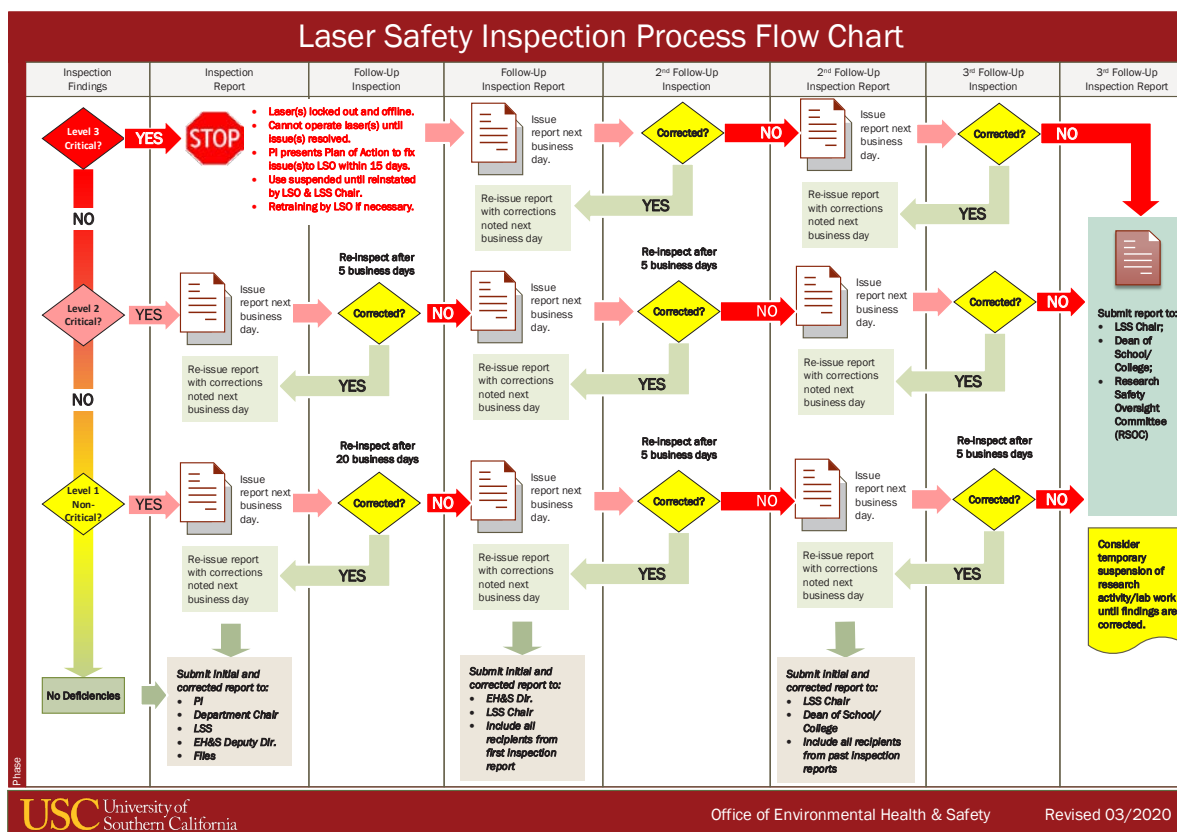 Laser Safety Inspection Process Flow Chart
Inspection
Findings
Inspection
Report
Follow-Up
Inspection
Follow-Up
Inspection Report
2nd Follow-Up
Inspection
2nd Follow-Up
Inspection Report
3rd Follow-Up
Inspection
3rd Follow-Up
Inspection Report
Level 3
Critical?
YES
STOP
• Laser(s) locked out and offline.
• Cannot operate laser(s) until
issue(s) resolved.
• PI presents Plan of Action to fix
issue(s)to LSO within 15 days.
• Use suspended until reinstated
by LSO & LSS Chair.
• Retraining by LSO if necessary.
Issue
report next
business
day.
Corrected?
NO
Issue
report next
business
day.
Corrected?
NO
YES
Re-issue report
with corrections
noted next
business day
YES
Re-issue report
with corrections
noted next
business day
NO
Level 2
Critical?
YES
Issue
report next
business
day.
Re-inspect after
5 business days
Corrected?
NO
Issue
report next
business
day.
Re-inspect after
5 business days
Corrected?
NO
Issue
report next
business
day.
Corrected?
NO
YES
Re-issue report
with corrections
noted next
business day
YES
Re-issue report
with corrections
noted next
business day
YES
Re-issue report
with corrections
noted next
business day
Submit report to:
• LSS Chair;
• Dean of
School/
College;
• Research
Safety
Oversight
Committee
(RSOC)
NO
Level 1
Non-
Critical?
YES
Issue
report next
business
day.
Re-inspect after
20 business days
Corrected?
NO
Issue
report next
business
day.
Re-inspect after
5 business days
Corrected?
NO
Issue
report next
business
day.
Re-inspect after
5 business days
Corrected?
NO
YES
Re-issue report
with corrections
noted next
business day
YES
Re-issue report
with corrections
noted next
business day
YES
Re-issue report
with corrections
noted next
business day
Consider
temporary
suspension of
research
activity/lab work
until findings are
corrected.
No Deficiencies
Submit initial and
corrected report to:
• PI
• Department Chair
• LSS
• EH&S Deputy Dir.
• Files
Submit initial and
corrected report to:
• EH&S Dir.
• LSS Chair
• Include all
recipients from
first inspection
report
Submit initial and
corrected report to:
• LSS Chair
• Dean of School/
College
• Include all recipients
from past inspection
reports
Phase
USC University of
Southern California
Office of Environmental Health & Safety
Revised 03/2020